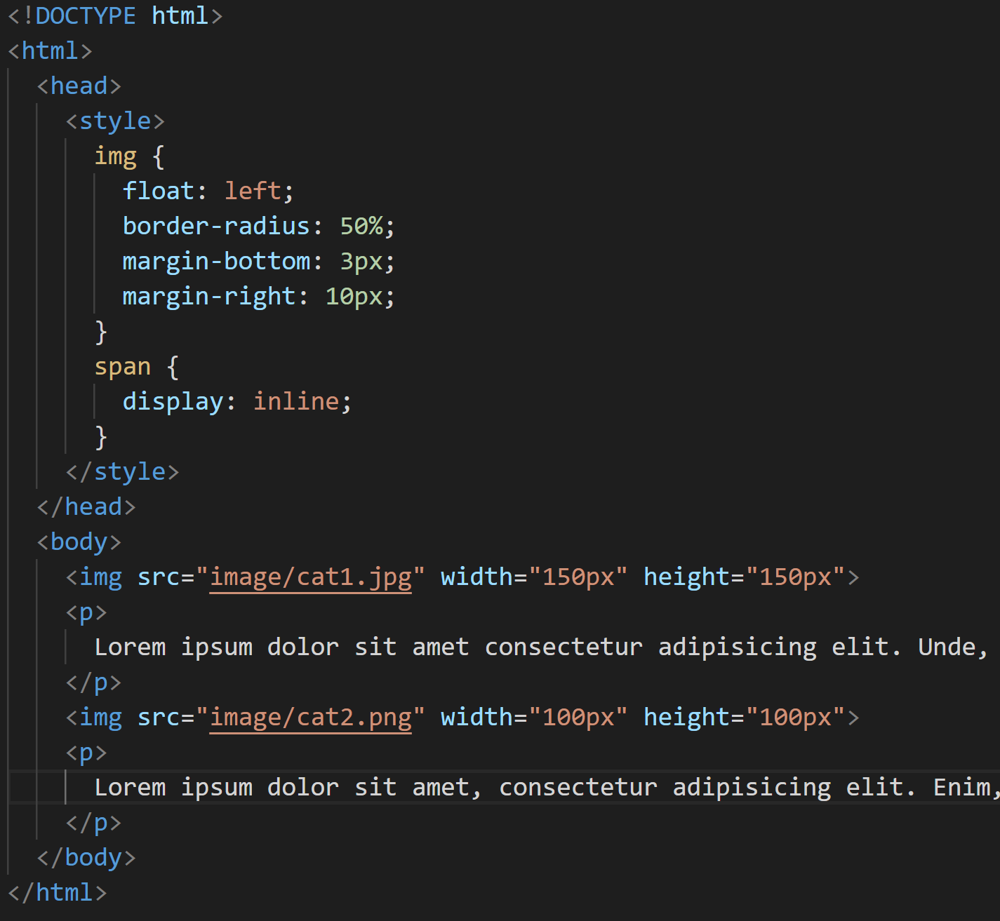 <!DOCTYPE html>
<html>
  <head>
    <style>
      img {
        float: left;
        border-radius: 50%;
        margin-bottom: 3px;
        margin-right: 10px;
      }
      span {
        display: inline;
      }
    </style>
  </head>
  <body>
    <img src="image/cat1.jpg" width="150px" height="150px">
    <p>
      Lorem ipsum dolor sit amet consectetur adipisicing elit. Unde,
    </p>
    <img src="image/cat2.png" width="100px" height="100px">
    <p>
      Lorem ipsum dolor sit amet, consectetur adipisicing elit. Enim,
    </p>
  </body>
</html>